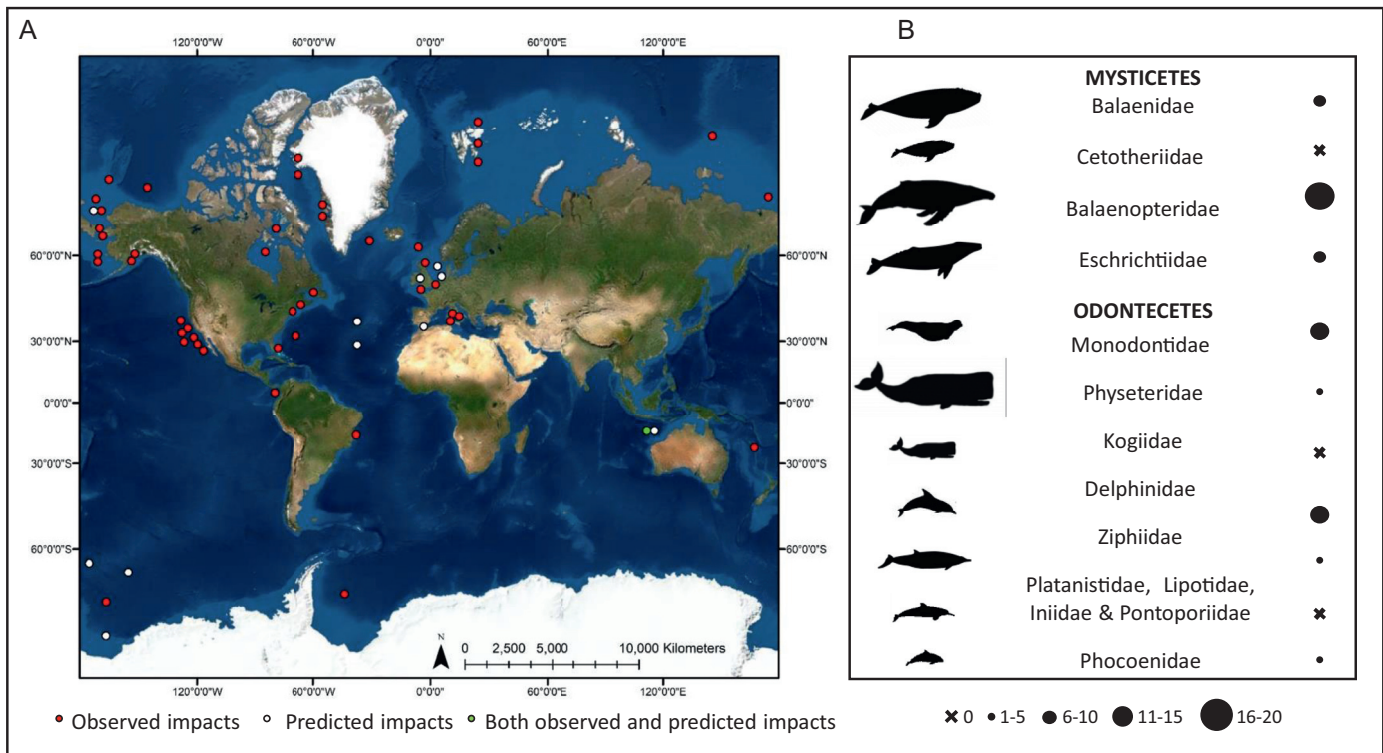 A
120°0'0"W 60°0'0"W 0°0'0" 60°0'0"E 120°0'0"E
60°0'0"N 60°0'0"N
30°0'0"N 30°0'0"N
0°0'0" 0°0'0"
30°0'0"S 30°0'0"S
60°0'0"S 60°0'0"S
N
0 2,500 5,000 10,000 Kilometers
120°0'0"W 60°0'0"W 0°0'0" 60°0'0"E 120°0'0"E
Observed impacts Predicted impacts Both observed and predicted impacts
B
MYSTICETES
Balaenidae
Cetotheriidae
Balaenopteridae
Eschrichtiidae
ODONTECETES
Monodontidae
Physeteridae
Kogiidae
Delphinidae
Ziphiidae
Platanistidae, Lipotidae,
Iniidae & Pontoporiidae
Phocoenidae
0 1-5 6-10 11-15 16-20